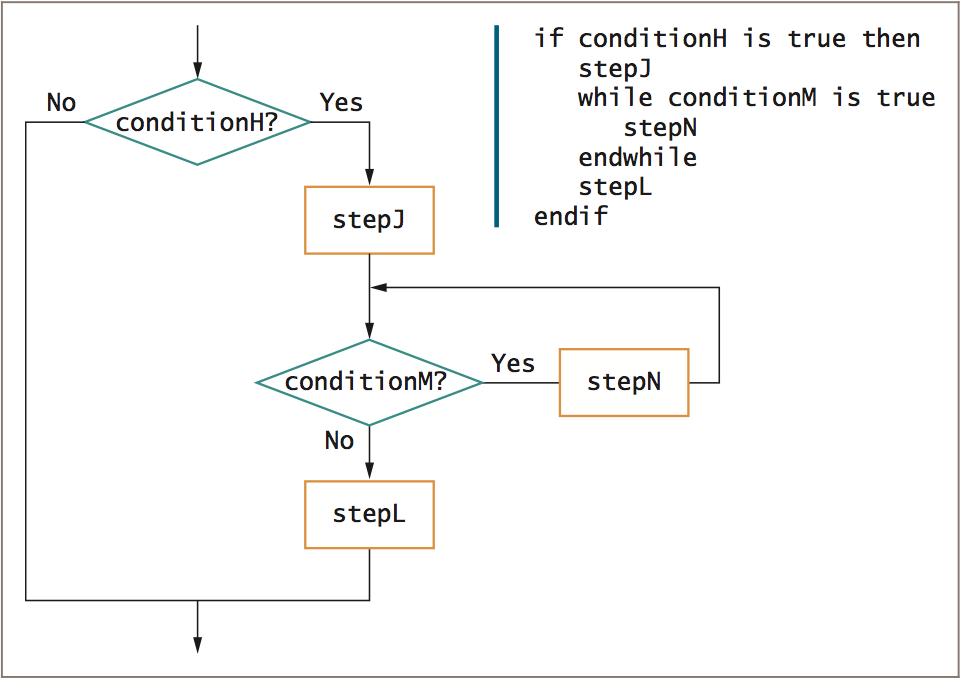 No
Yes
conditionH?
stepJ
conditionM?
Yes
stepN
No
stepL
if conditionH is true then
stepJ
while conditionM is true
stepN
endwhile
stepL
endif